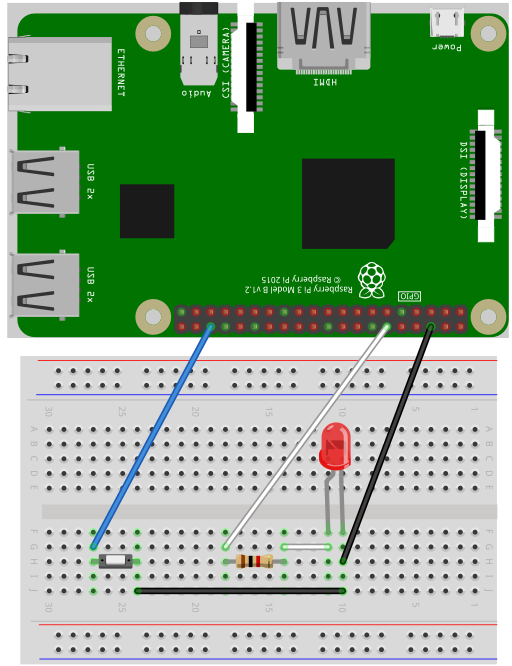 ETHERNET
Audio
CSI (CAMERA)
HDMI
Power
USB 2x
DSI (DISPLAY)
USB 2x
Raspberry Pi 3 Model B v1.2
© Raspberry Pi 2015
GPIO
30 25 20 15 10 5 1
A A
B B
C C
D D
E E
F F
G G
H H
I I
J J
30 25 20 15 10 5 1